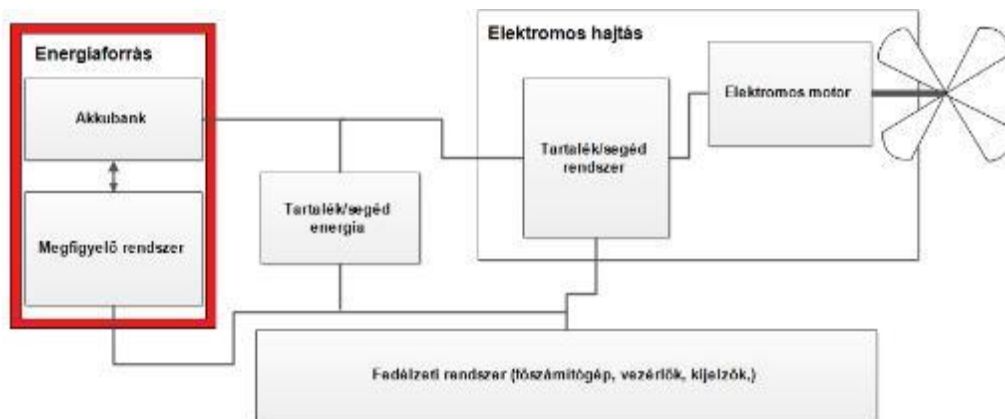 Energiaforrás
Akkubank
Megfigyelő rendszer
Tartalék/segéd
energia
Elektromos hajtás
Tartalék/segéd
rendszer
Elektromos motor
Fedélzeti rendszer (főszámítógép, vezérlők, kijelzők,)